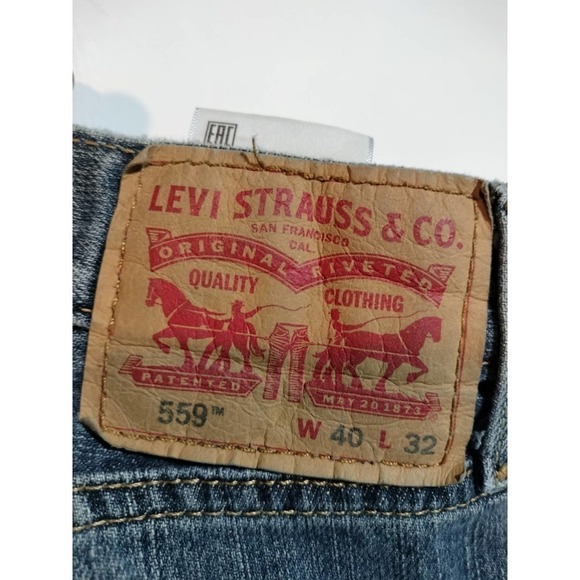 EAC
LEVI STRAUSS & CO.
SAN FRANCISCO
CAL.
ORIGINAL RIVETED
QUALITY CLOTHING
PATENTED MAY 20 1873
559™ W 40 L 32